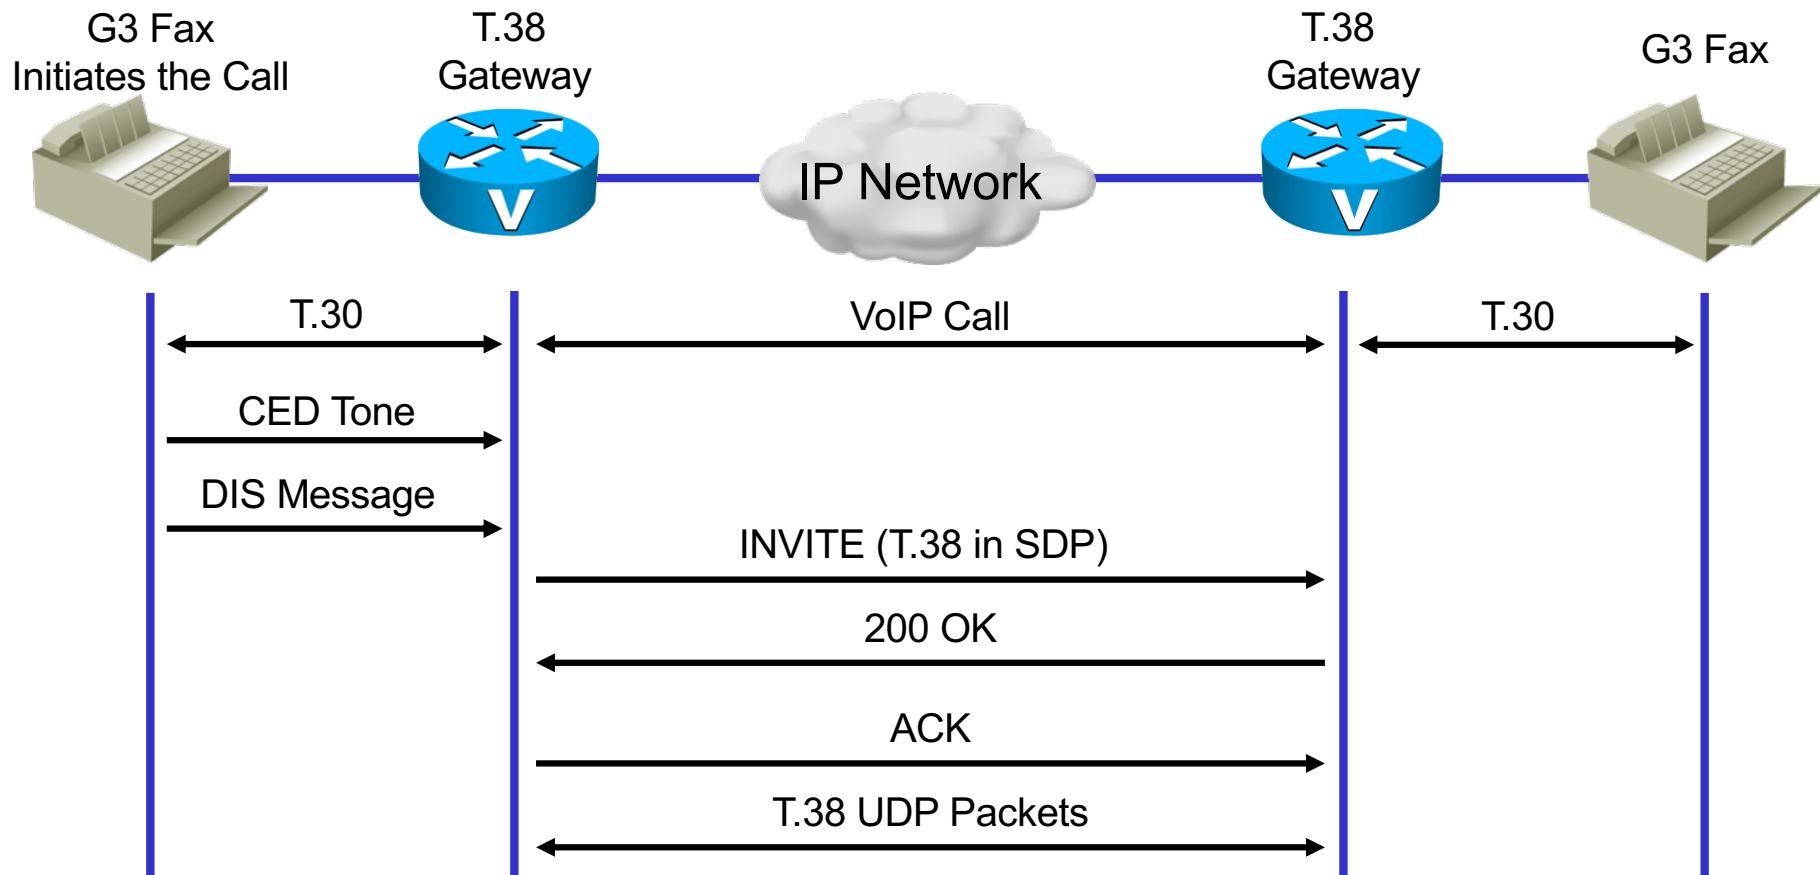 G3 Fax
Initiates the Call
T.38
Gateway
T.38
Gateway
G3 Fax
IP Network
V
V
T.30
VoIP Call
T.30
CED Tone
DIS Message
INVITE (T.38 in SDP)
200 OK
ACK
T.38 UDP Packets